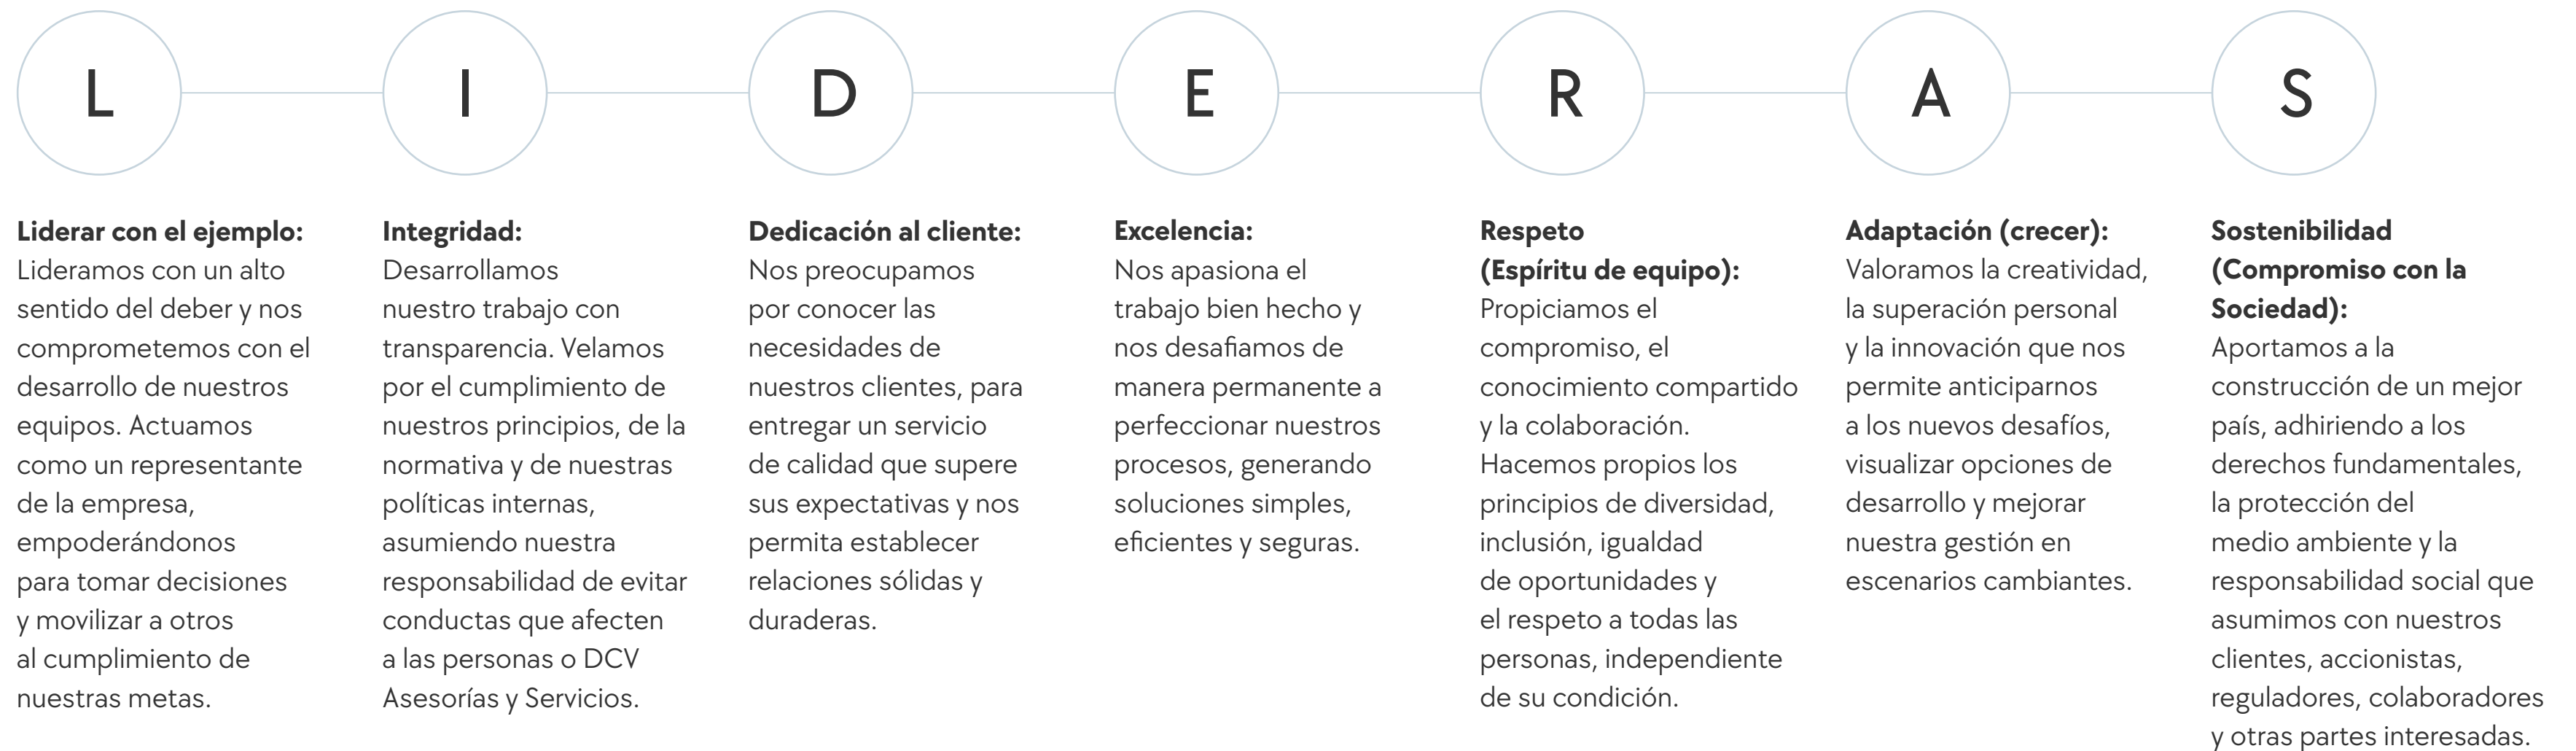 L
I
D
E
R
A
S
Liderar con el ejemplo:
Lideramos con un alto
sentido del deber y nos
comprometemos con el
desarrollo de nuestros
equipos. Actuamos
como un representante
de la empresa,
empoderándonos
para tomar decisiones
y movilizar a otros
al cumplimiento de
nuestras metas.
Integridad:
Desarrollamos
nuestro trabajo con
transparencia. Velamos
por el cumplimiento de
nuestros principios, de la
normativa y de nuestras
políticas internas,
asumiendo nuestra
responsabilidad de evitar
conductas que afecten
a las personas o DCV
Asesorías y Servicios.
Dedicación al cliente:
Nos preocupamos
por conocer las
necesidades de
nuestros clientes, para
entregar un servicio
de calidad que supere
sus expectativas y nos
permita establecer
relaciones sólidas y
duraderas.
Excelencia:
Nos apasiona el
trabajo bien hecho y
nos desafiamos de
manera permanente a
perfeccionar nuestros
procesos, generando
soluciones simples,
eficientes y seguras.
Respeto
(Espíritu de equipo):
Propiciamos el
compromiso, el
conocimiento compartido
y la colaboración.
Hacemos propios los
principios de diversidad,
inclusión, igualdad
de oportunidades y
el respeto a todas las
personas, independiente
de su condición.
Adaptación (crecer):
Valoramos la creatividad,
la superación personal
y la innovación que nos
permite anticiparnos
a los nuevos desafíos,
visualizar opciones de
desarrollo y mejorar
nuestra gestión en
escenarios cambiantes.
Sostenibilidad
(Compromiso con la
Sociedad):
Aportamos a la
construcción de un mejor
país, adhiriendo a los
derechos fundamentales,
la protección del
medio ambiente y la
responsabilidad social que
asumimos con nuestros
clientes, accionistas,
reguladores, colaboradores
y otras partes interesadas.